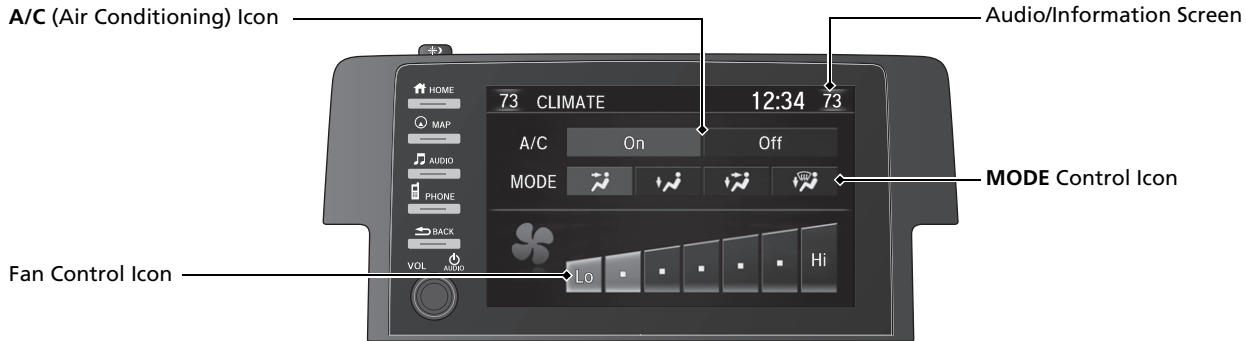 A/C (Air Conditioning) Icon
Audio/Information Screen
HOME
73 CLIMATE 12:34 73
MAP
A/C On Off
AUDIO
MODE
MODE Control Icon
PHONE
BACK
VOL AUDIO
Lo Hi
Fan Control Icon